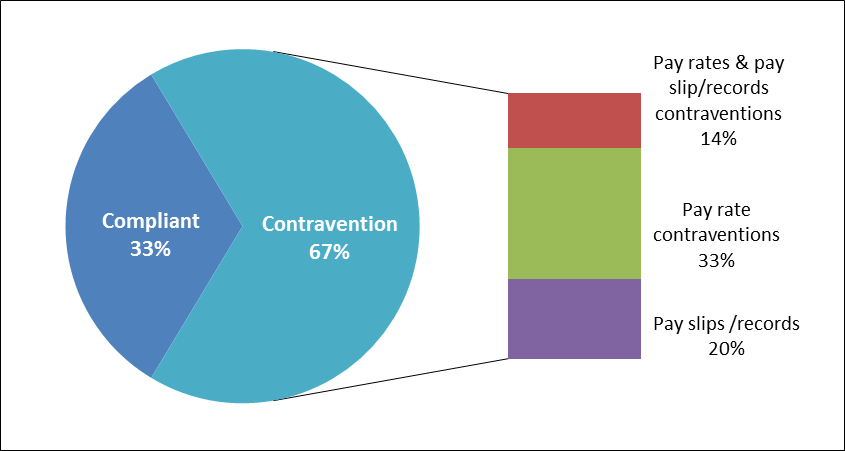 Compliant
33%
Contravention
67%
Pay rates & pay
slip/records
contraventions
14%
Pay rate
contraventions
33%
Pay slips /records
20%